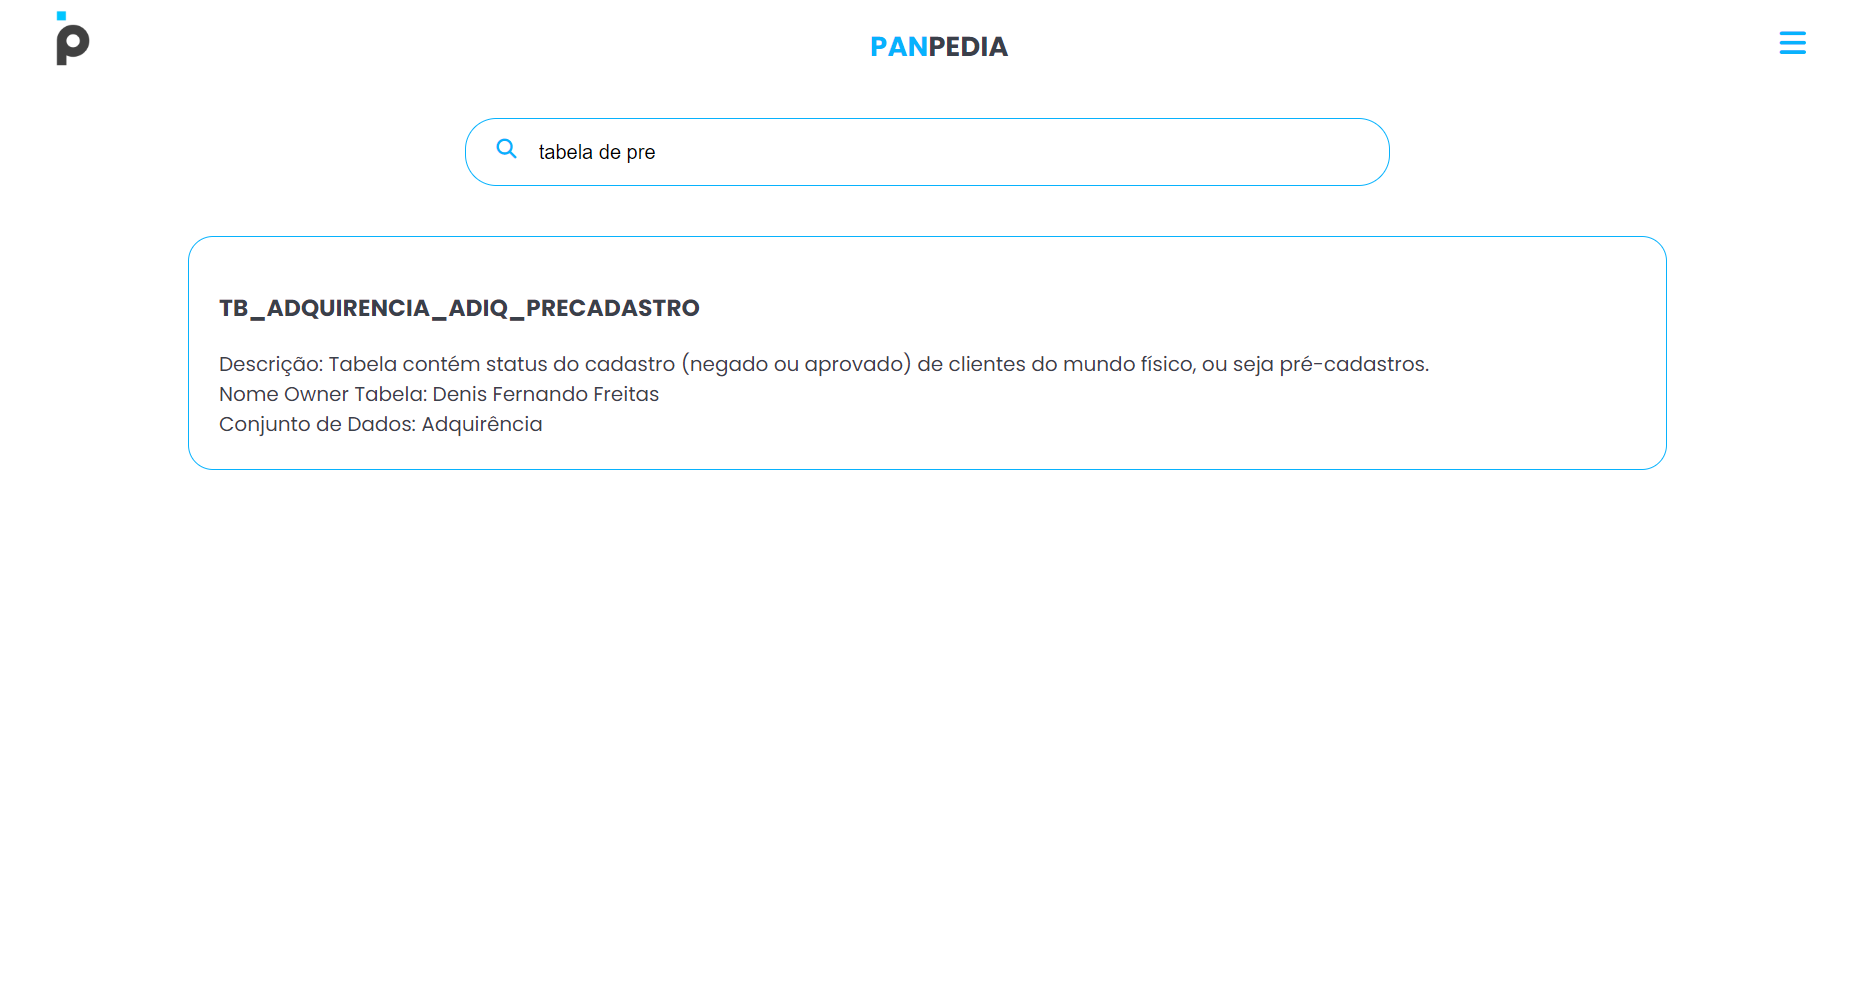 PANPEDIA
tabela de pre
TB_ADQUIRENCIA_ADIQ_PRECADASTRO
Descrição: Tabela contém status do cadastro (negado ou aprovado) de clientes do mundo físico, ou seja pré-cadastros.
Nome Owner Tabela: Denis Fernando Freitas
Conjunto de Dados: Adquirência